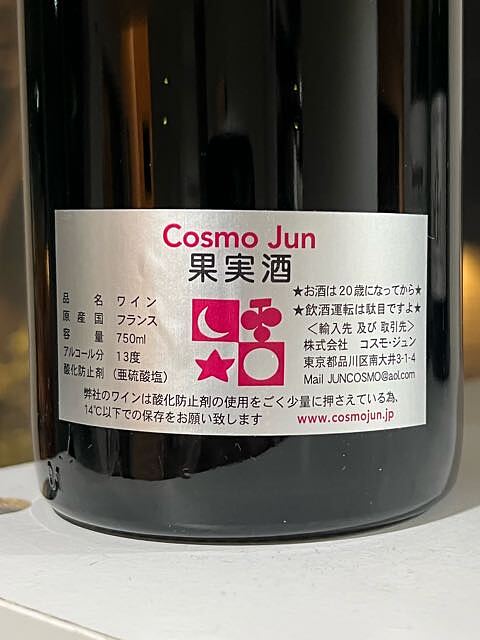 Cosmo Jun
果実酒
品名 ワイン
原産国 フランス
容量 750ml
アルコール分 13度
酸化防止剤 (亜硫酸塩)
★お酒は20歳になってから★
★飲酒運転は駄目ですよ★
＜輸入先 及び 取引先＞
株式会社 コスモ・ジュン
東京都品川区南大井3-1-4
Mail JUNCOSMO@aol.com
弊社のワインは酸化防止剤の使用をごく少量に押さえている為、
14℃以下での保存をお願い致します
www.cosmojun.jp